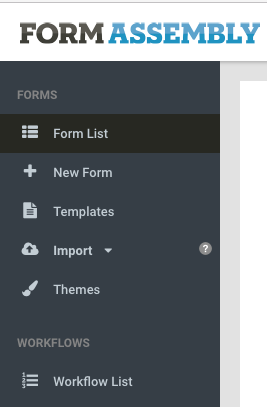 FORMASSEMBLY
FORMS
Form List
New Form
Templates
Import
?
Themes
WORKFLOWS
Workflow List